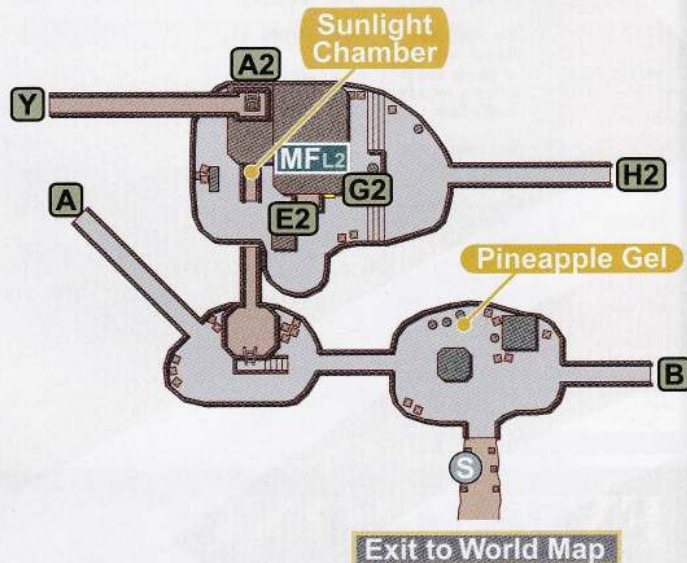 Sunlight
Chamber
A2
Y
MFL2
A
G2
H2
E2
Pineapple Gel
B
S
Exit to World Map